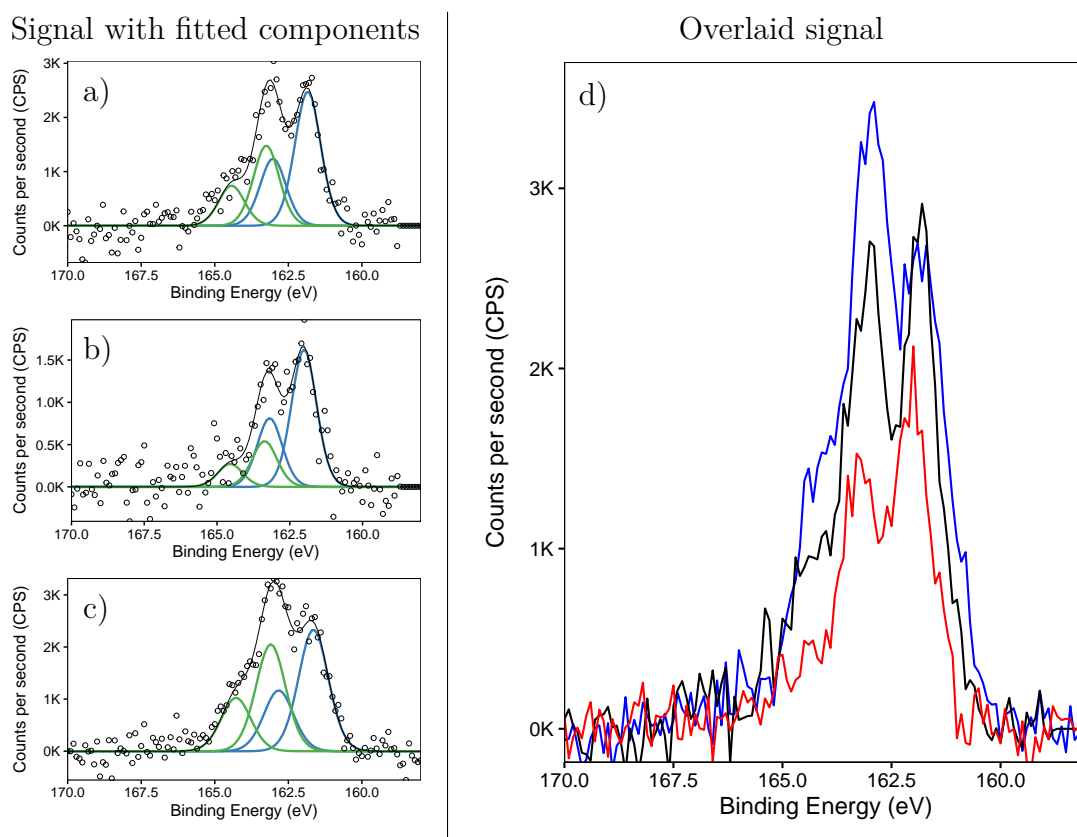 Signal with fitted components
a)
Counts per second (CPS)
3K
2K
1K
0K
170.0 167.5 165.0 162.5 160.0
Binding Energy (eV)
b)
Counts per second (CPS)
1.5K
1.0K
0.5K
0.0K
170.0 167.5 165.0 162.5 160.0
Binding Energy (eV)
c)
Counts per second (CPS)
3K
2K
1K
0K
170.0 167.5 165.0 162.5 160.0
Binding Energy (eV)
Overlaid signal
d)
Counts per second (CPS)
3K
2K
1K
0K
170.0 167.5 165.0 162.5 160.0
Binding Energy (eV)